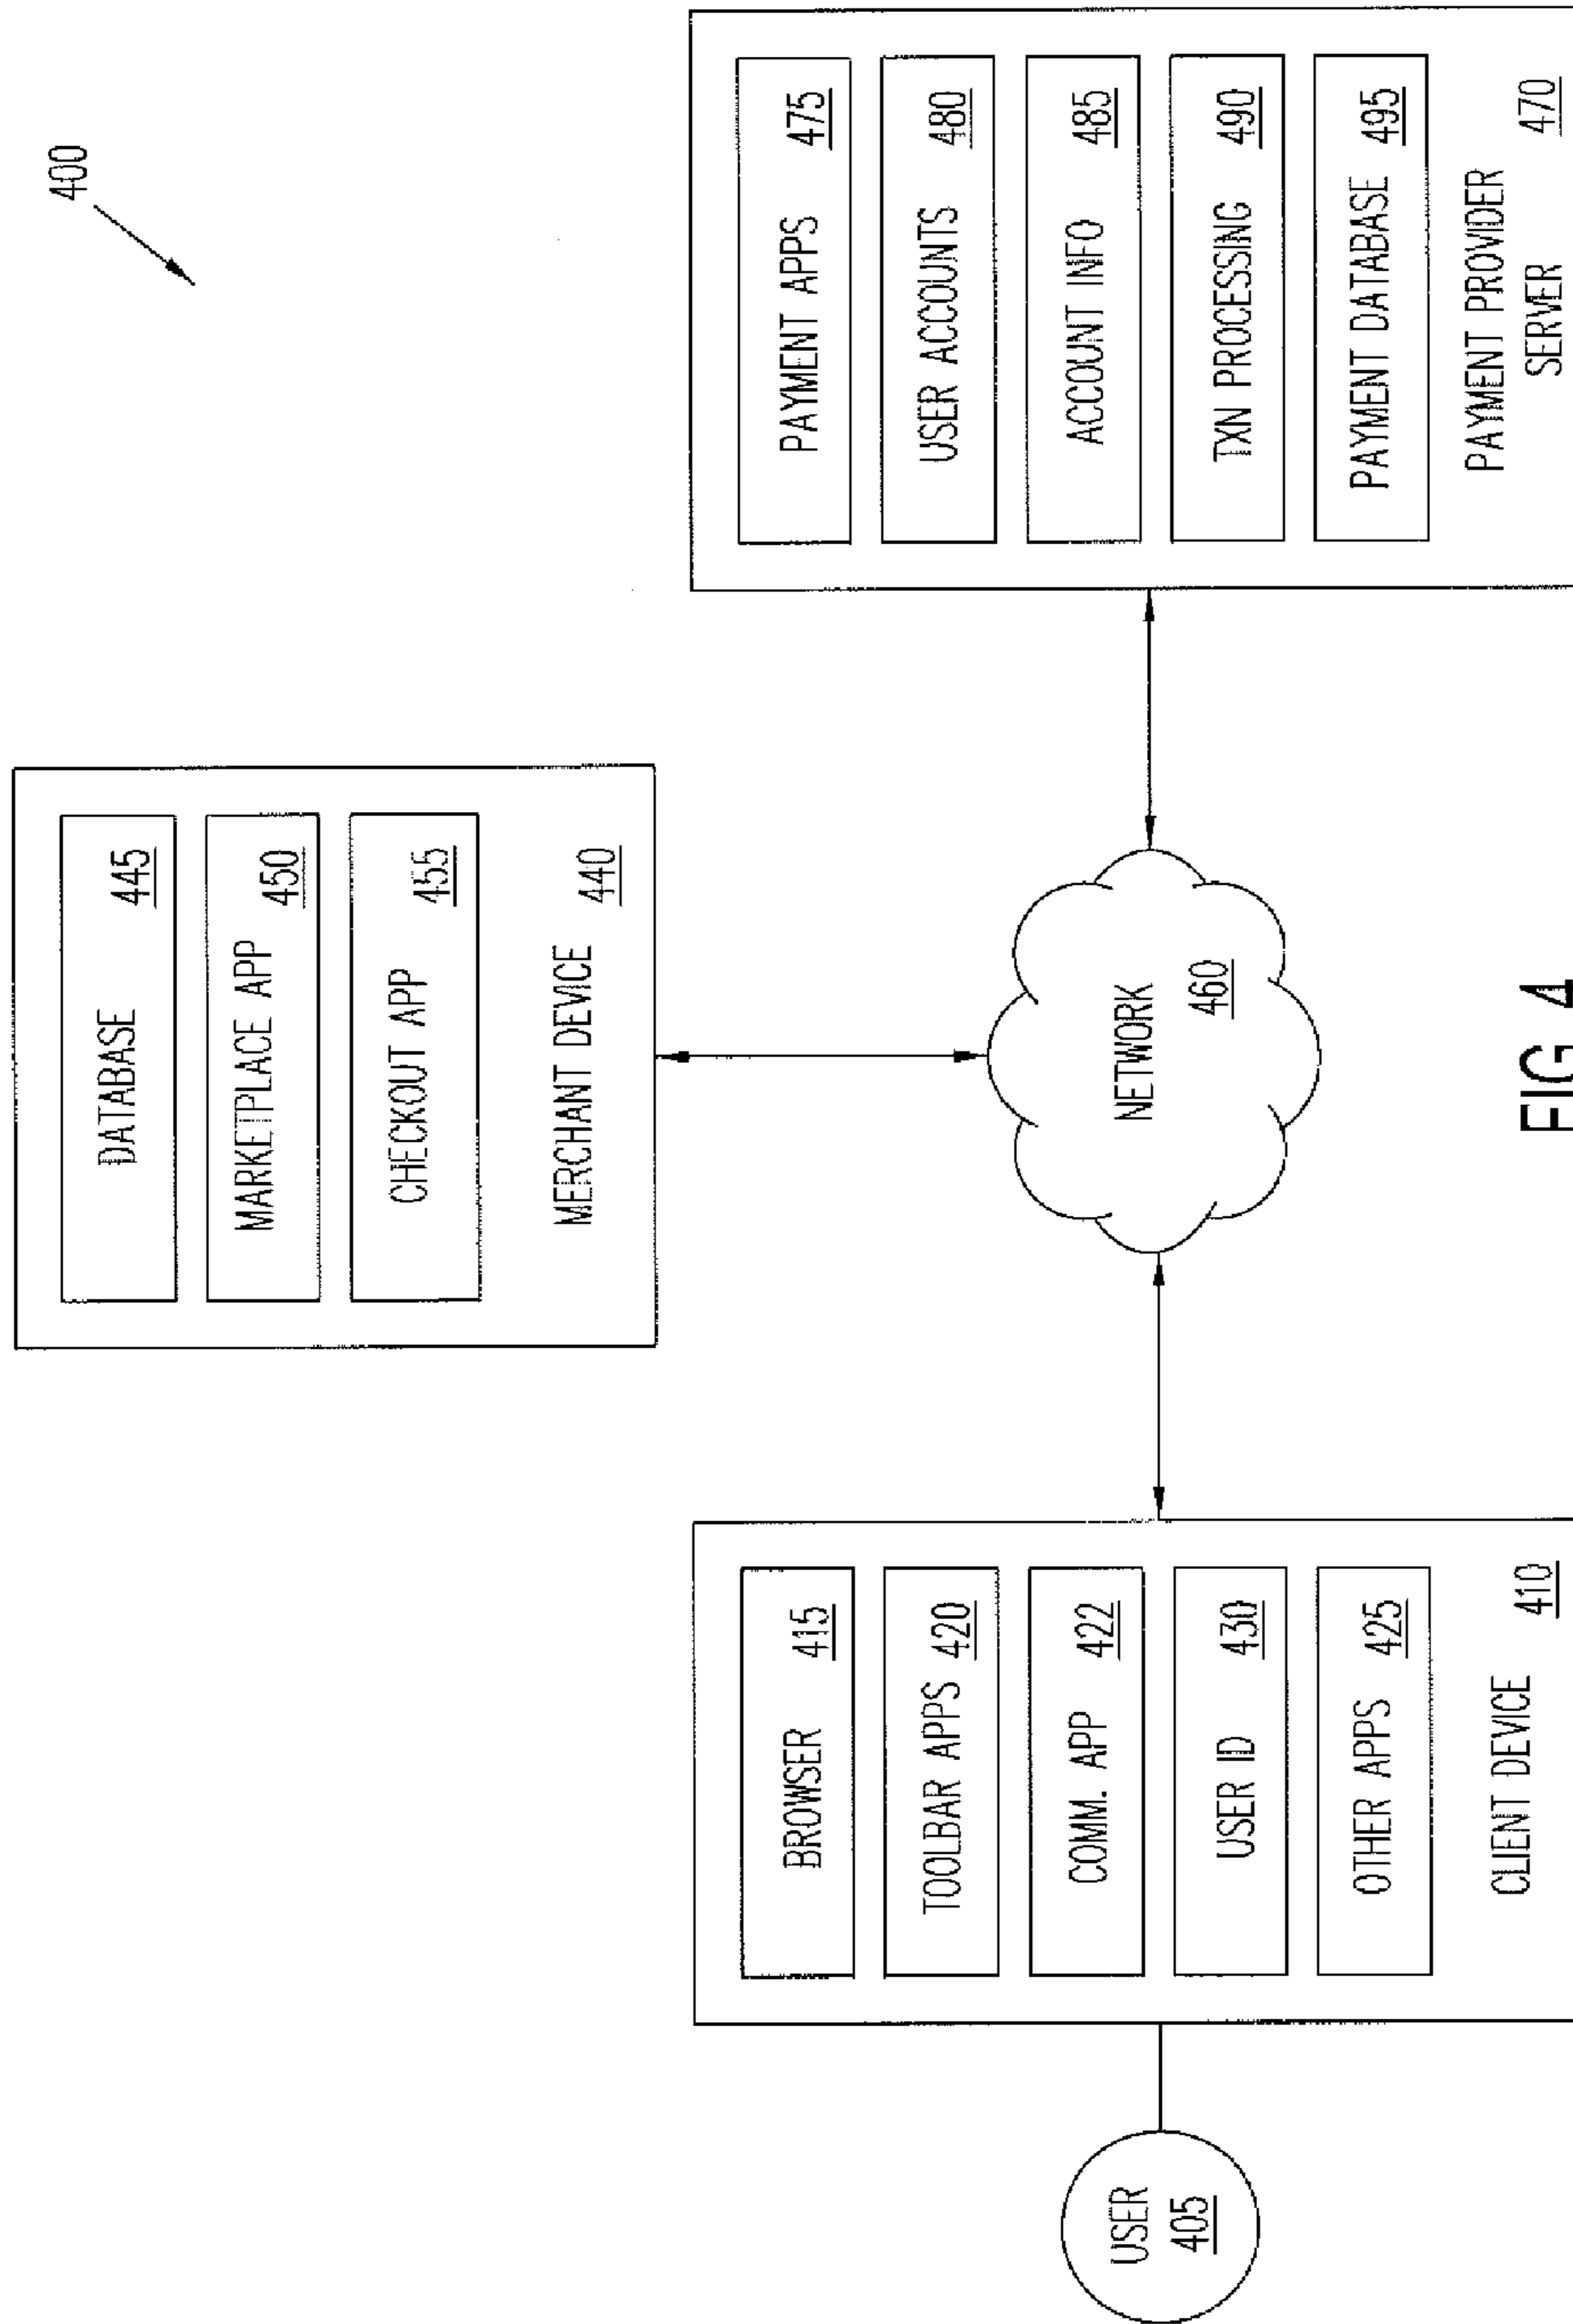 400
USER
405
BROWSER 415
TOOLBAR APPS 420
COMM. APP 422
USER ID 430
OTHER APPS 425
CLIENT DEVICE 410
DATABASE 445
MARKETPLACE APP 450
CHECKOUT APP 455
MERCHANT DEVICE 440
NETWORK
460
PAYMENT APPS 475
USER ACCOUNTS 480
ACCOUNT INFO 485
TXN PROCESSING 490
PAYMENT DATABASE 495
PAYMENT PROVIDER
SERVER 470
FIG. 4